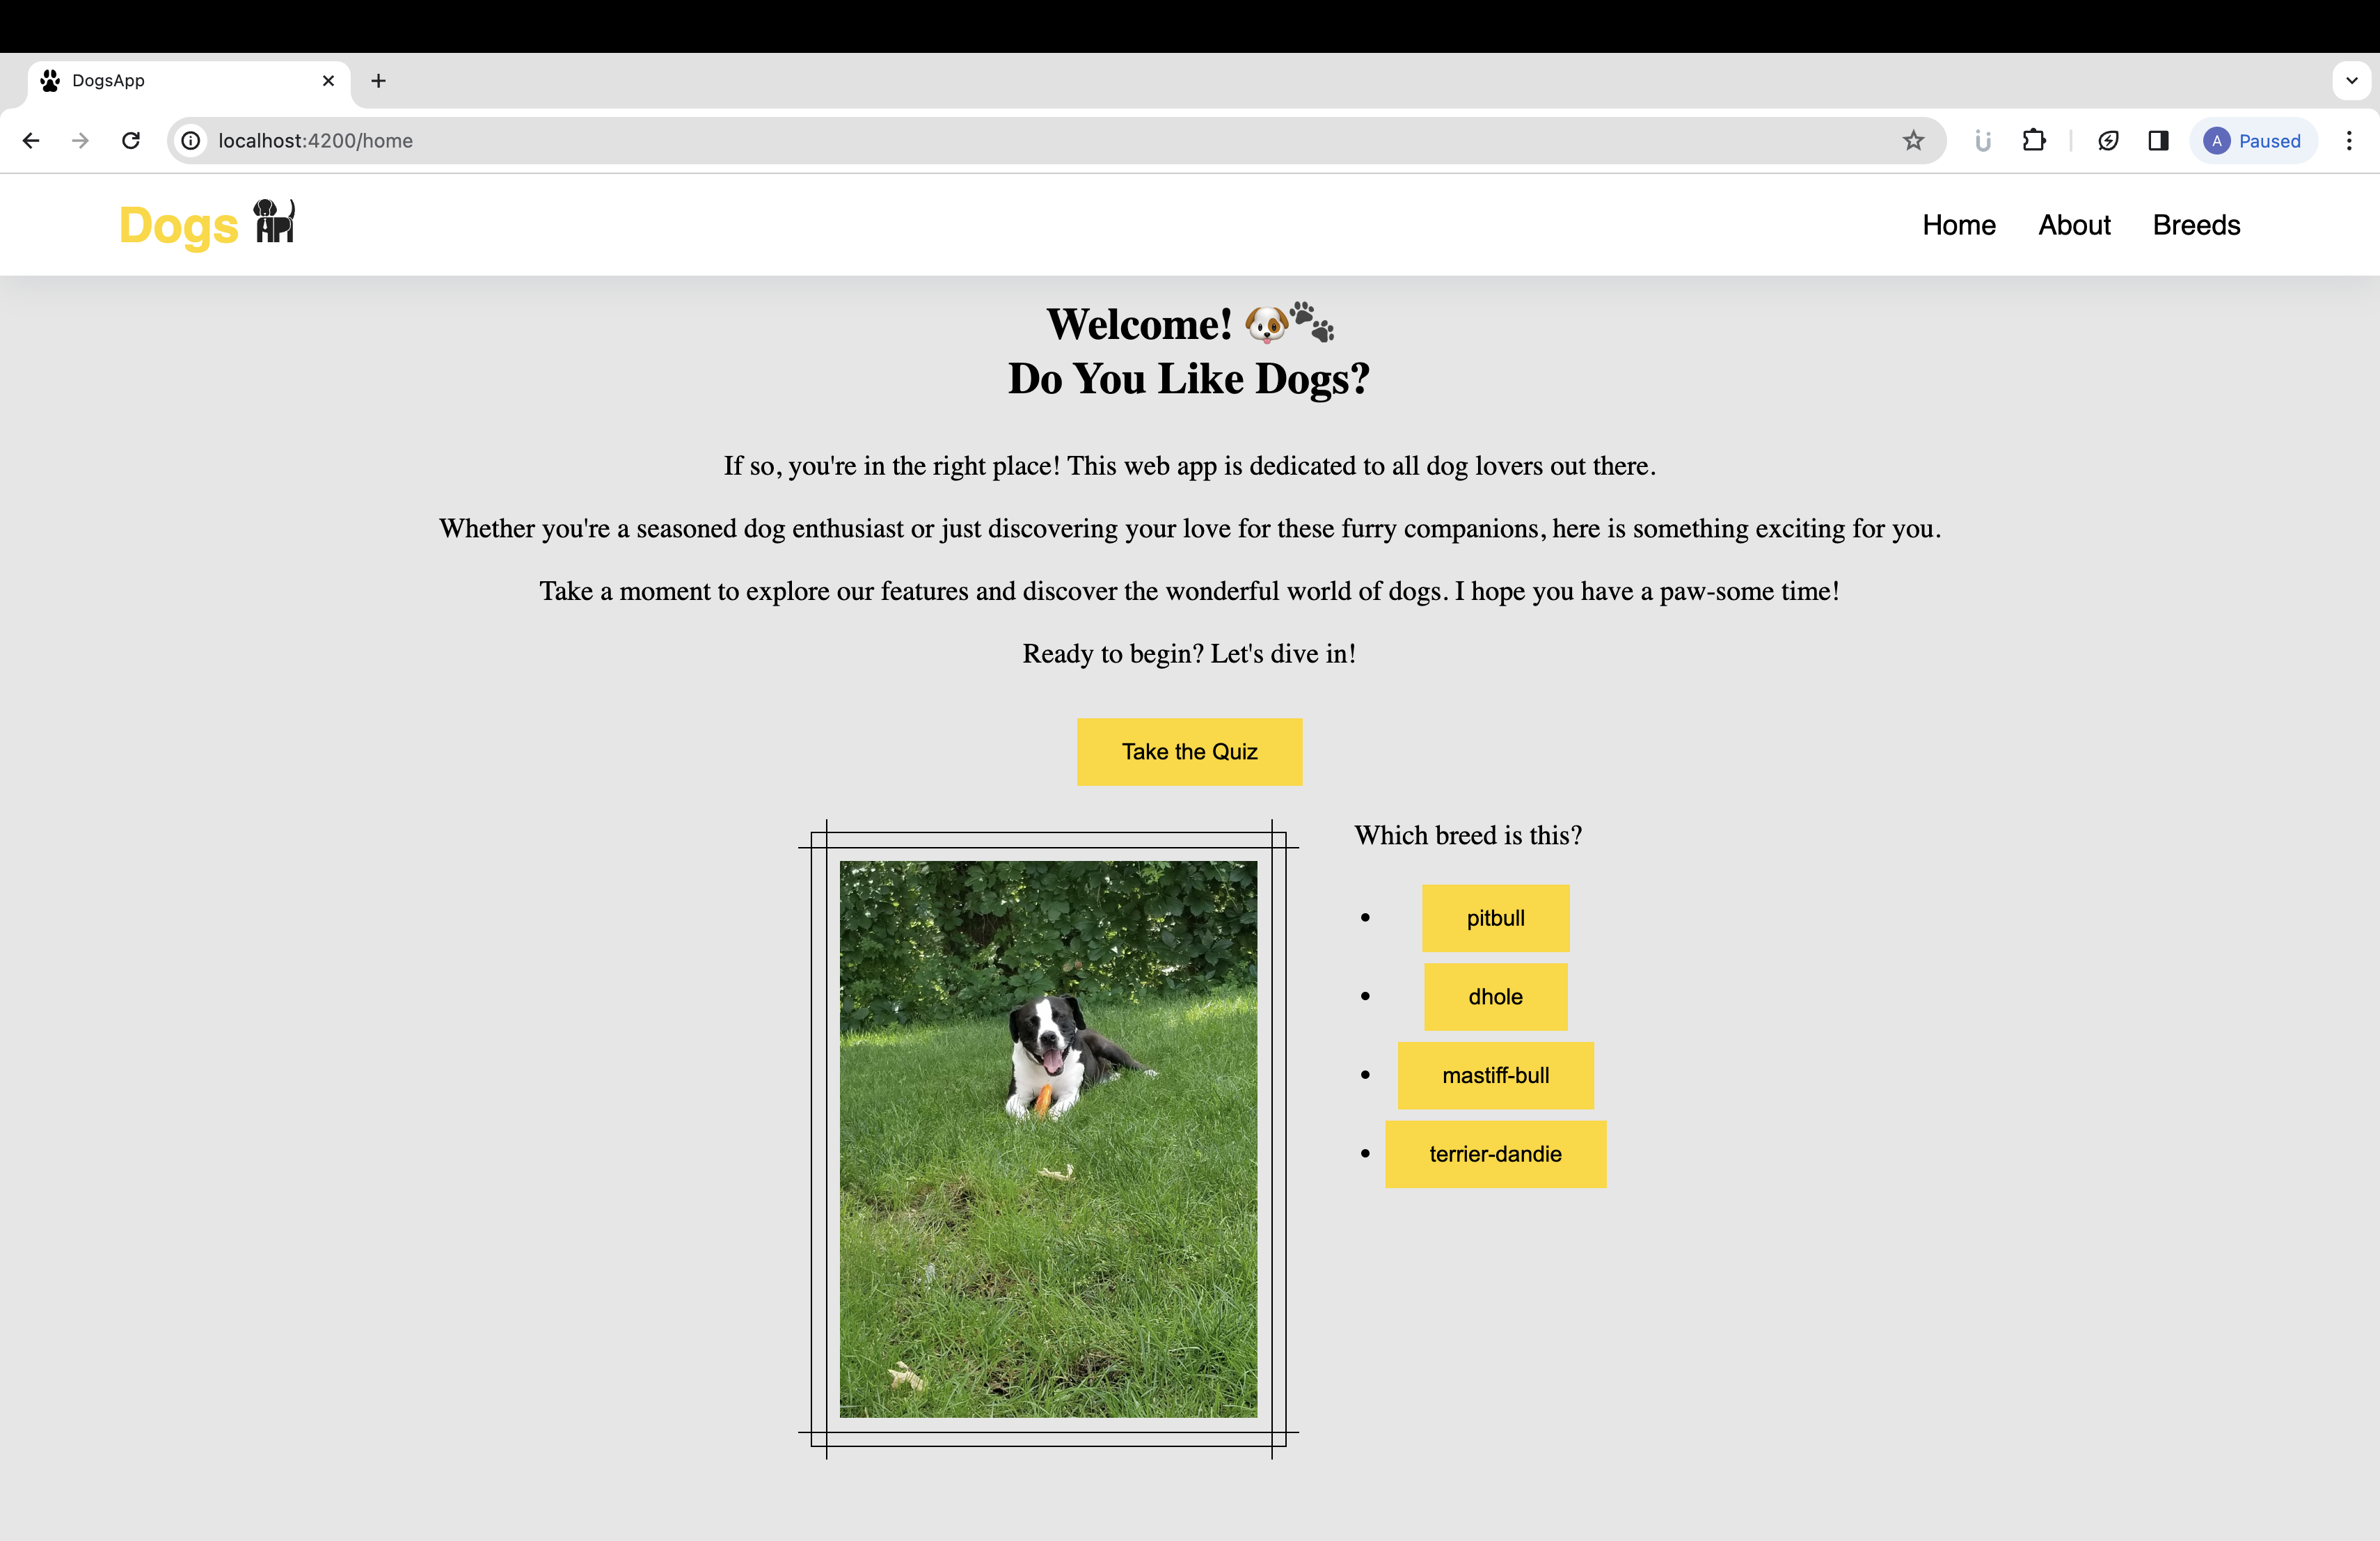 DogsApp
localhost:4200/home
A Paused
Dogs
Home About Breeds
Welcome! 🐶🐾
Do You Like Dogs?
If so, you're in the right place! This web app is dedicated to all dog lovers out there.
Whether you're a seasoned dog enthusiast or just discovering your love for these furry companions, here is something exciting for you.
Take a moment to explore our features and discover the wonderful world of dogs. I hope you have a paw-some time!
Ready to begin? Let's dive in!
Take the Quiz
Which breed is this?
pitbull
dhole
mastiff-bull
terrier-dandie